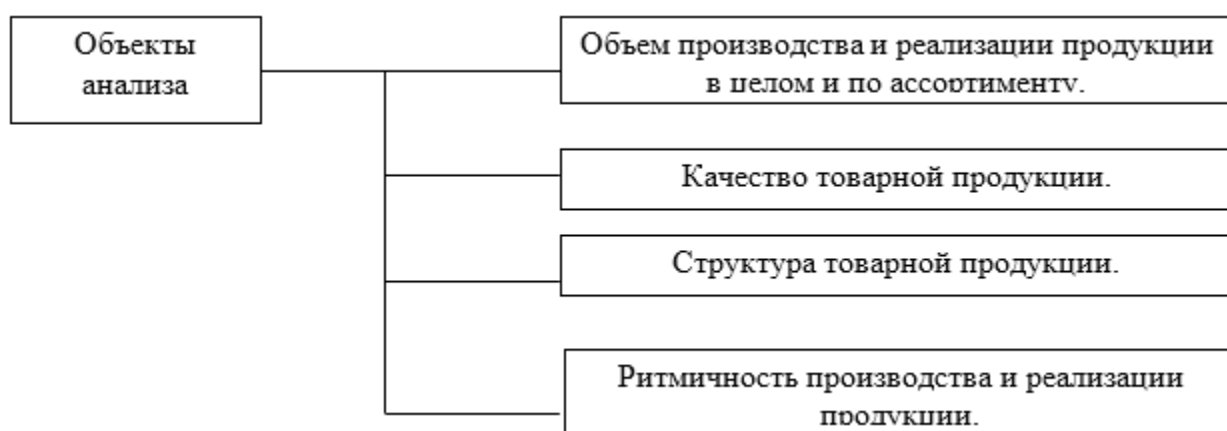 Объекты
анализа
Объем производства и реализации продукции
в целом и по ассортименту.
Качество товарной продукции.
Структура товарной продукции.
Ритмичность производства и реализации
продукции.